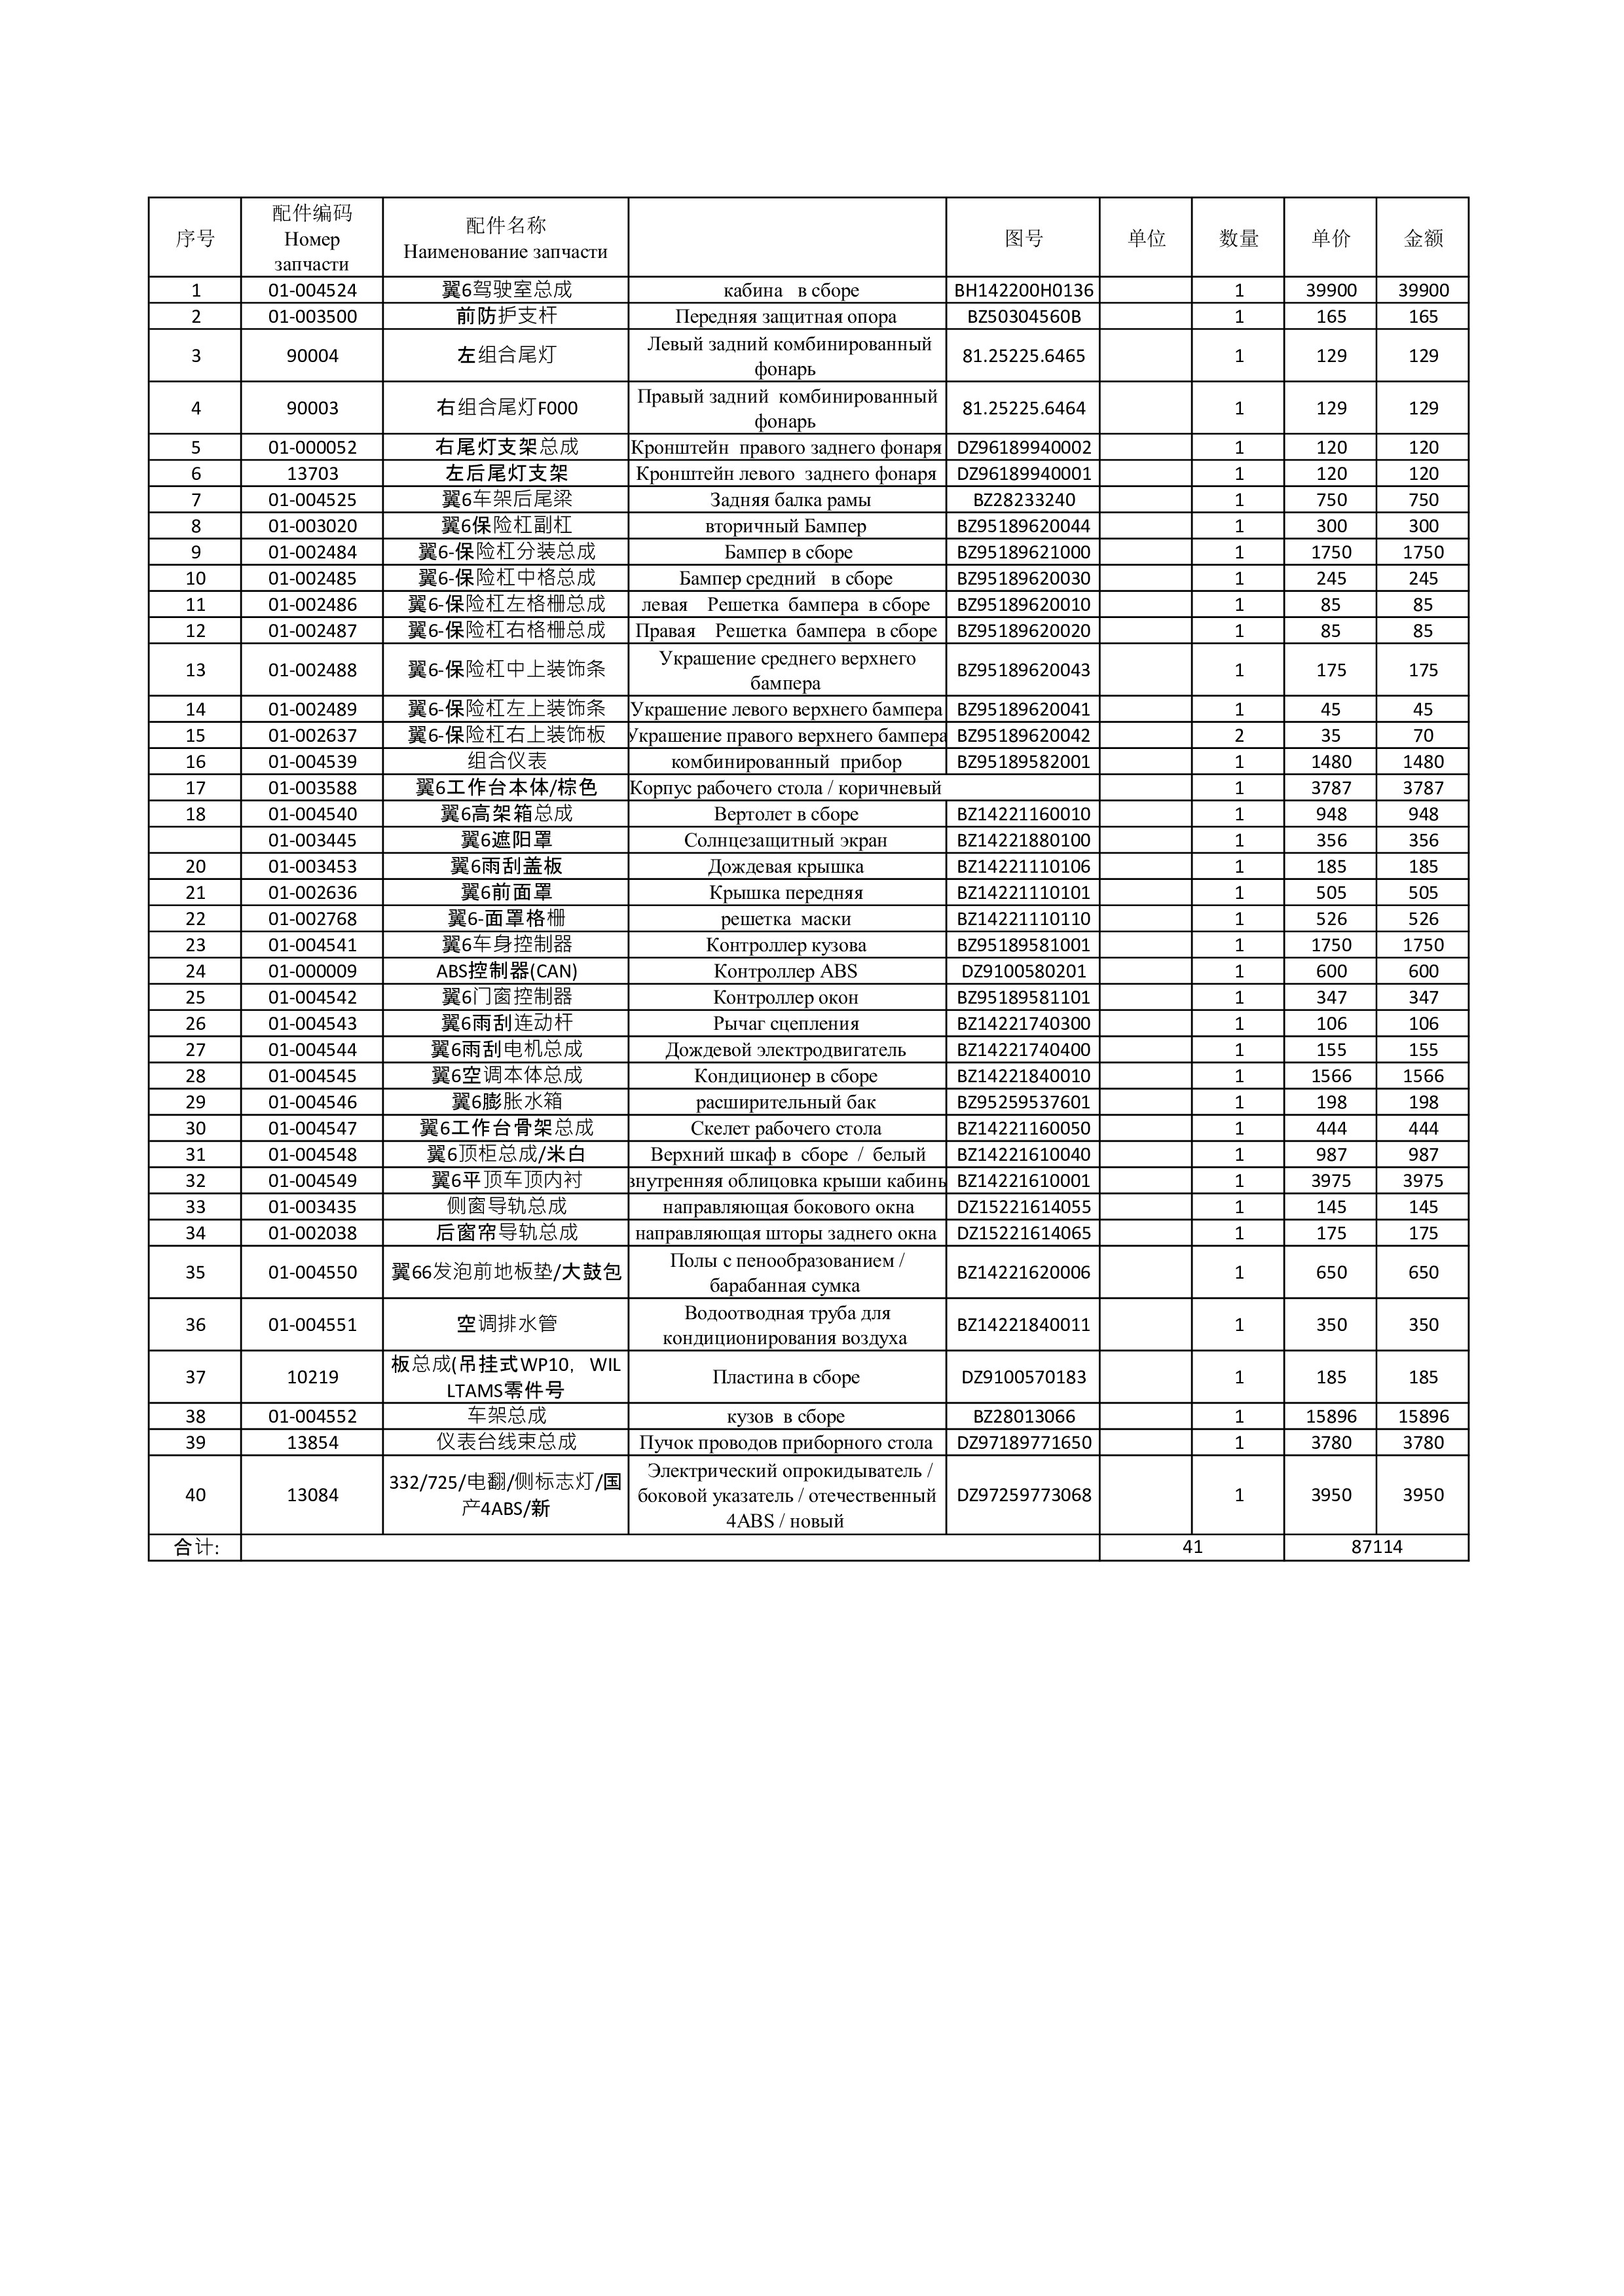 序号 配件编码 Номер запчасти 配件名称 Наименование запчасти 图号 单位 数量 单价 金额
1 01-004524 翼6驾驶室总成 кабина в сборе BH142200H0136 1 39900 39900
2 01-003500 前防护支杆 Передняя защитная опора BZ50304560B 1 165 165
3 90004 左组合尾灯 Левый задний комбинированный фонарь 81.25225.6465 1 129 129
4 90003 右组合尾灯F000 Правый задний комбинированный фонарь 81.25225.6464 1 129 129
5 01-000052 右尾灯支架总成 Кронштейн правого заднего фонаря DZ96189940002 1 120 120
6 13703 左后尾灯支架 Кронштейн левого заднего фонаря DZ96189940001 1 120 120
7 01-004525 翼6车架后尾梁 Задняя балка рамы BZ28233240 1 750 750
8 01-003020 翼6保险杠副杠 вторичный Бампер BZ95189620044 1 300 300
9 01-002484 翼6-保险杠分装总成 Бампер в сборе BZ95189621000 1 1750 1750
10 01-002485 翼6-保险杠中格总成 Бампер средний в сборе BZ95189620030 1 245 245
11 01-002486 翼6-保险杠左格栅总成 левая Решетка бампера в сборе BZ95189620010 1 85 85
12 01-002487 翼6-保险杠右格栅总成 Правая Решетка бампера в сборе BZ95189620020 1 85 85
13 01-002488 翼6-保险杠中上装饰条 Украшение среднего верхнего бампера BZ95189620043 1 175 175
14 01-002489 翼6-保险杠左上装饰条 Украшение левого верхнего бампера BZ95189620041 1 45 45
15 01-002637 翼6-保险杠右上装饰板 Украшение правого верхнего бампера BZ95189620042 2 35 70
16 01-004539 组合仪表 комбинированный прибор BZ95189582001 1 1480 1480
17 01-003588 翼6工作台本体/棕色 Корпус рабочего стола / коричневый 1 3787 3787
18 01-004540 翼6高架箱总成 Вертолет в сборе BZ14221160010 1 948 948
01-003445 翼6遮阳罩 Солнцезащитный экран BZ14221880100 1 356 356
20 01-003453 翼6雨刮盖板 Дождевая крышка BZ14221110106 1 185 185
21 01-002636 翼6前面罩 Крышка передняя BZ14221110101 1 505 505
22 01-002768 翼6-面罩格栅 решетка маски BZ14221110110 1 526 526
23 01-004541 翼6车身控制器 Контроллер кузова BZ95189581001 1 1750 1750
24 01-000009 ABS控制器(CAN) Контроллер ABS DZ9100580201 1 600 600
25 01-004542 翼6门窗控制器 Контроллер окон BZ95189581101 1 347 347
26 01-004543 翼6雨刮连动杆 Рычаг сцепления BZ14221740300 1 106 106
27 01-004544 翼6雨刮电机总成 Дождевой электродвигатель BZ14221740400 1 155 155
28 01-004545 翼6空调本体总成 Кондиционер в сборе BZ14221840010 1 1566 1566
29 01-004546 翼6膨胀水箱 расширительный бак BZ95259537601 1 198 198
30 01-004547 翼6工作台骨架总成 Скелет рабочего стола BZ14221160050 1 444 444
31 01-004548 翼6顶柜总成/米白 Верхний шкаф в сборе / белый BZ14221610040 1 987 987
32 01-004549 翼6平顶车顶内衬 внутренняя облицовка крыши кабины BZ14221610001 1 3975 3975
33 01-003435 侧窗导轨总成 направляющая бокового окна DZ15221614055 1 145 145
34 01-002038 后窗帘导轨总成 направляющая шторы заднего окна DZ15221614065 1 175 175
35 01-004550 翼66发泡前地板垫/大鼓包 Полы с пенообразованием / барабанная сумка BZ14221620006 1 650 650
36 01-004551 空调排水管 Водоотводная труба для кондиционирования воздуха BZ14221840011 1 350 350
37 10219 板总成(吊挂式WP10，WIL LTAMS零件号 Пластина в сборе DZ9100570183 1 185 185
38 01-004552 车架总成 кузов в сборе BZ28013066 1 15896 15896
39 13854 仪表台线束总成 Пучок проводов приборного стола DZ97189771650 1 3780 3780
40 13084 332/725/电翻/侧标志灯/国产4ABS/新 Электрический опрокидыватель / боковой указатель / отечественный 4ABS / новый DZ97259773068 1 3950 3950
合计: 41 87114